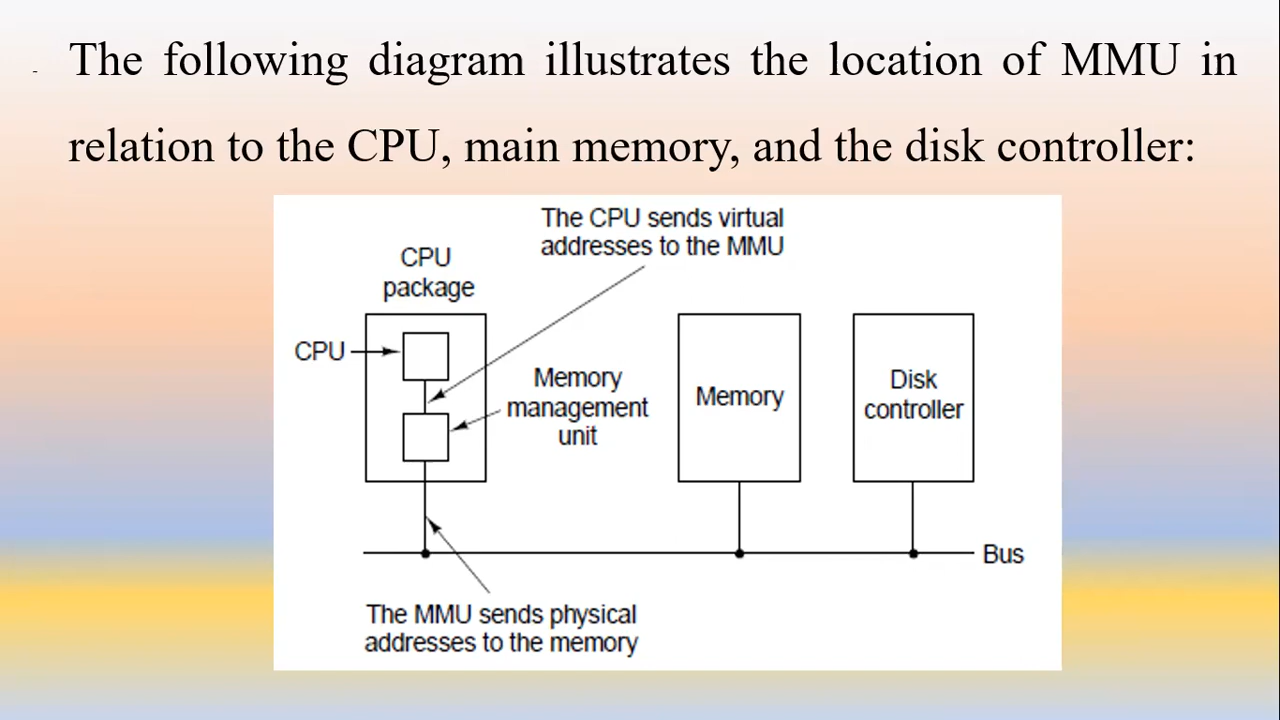 The following diagram illustrates the location of MMU in
relation to the CPU, main memory, and the disk controller:
The CPU sends virtual
addresses to the MMU
CPU
package
CPU
Memory
management
unit
Memory
Disk
controller
Bus
The MMU sends physical
addresses to the memory